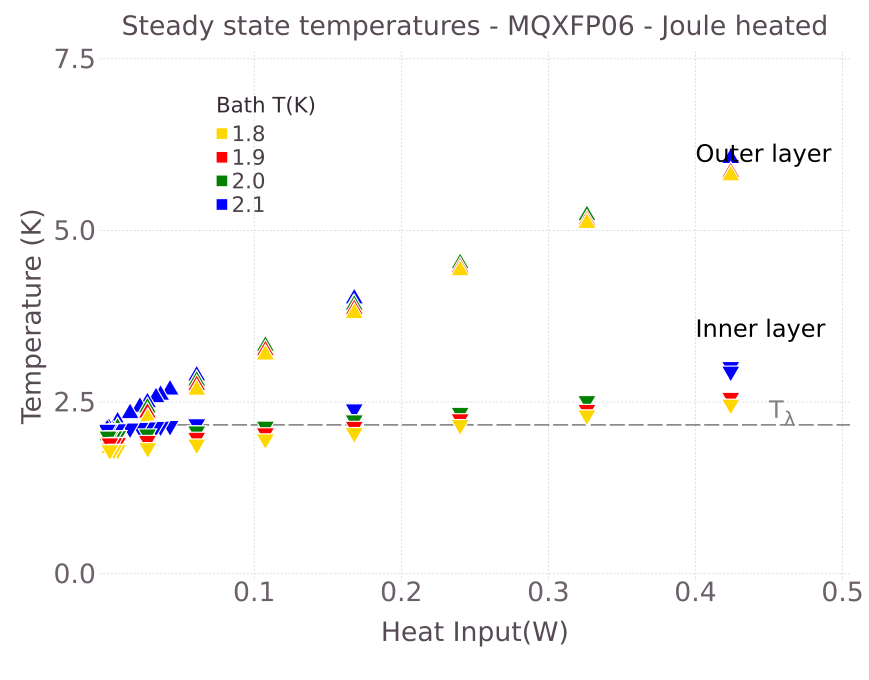 Steady state temperatures - MQXFP06 - Joule heated
7.5
5.0
2.5
0.0
Temperature (K)
Bath T(K)
1.8
1.9
2.0
2.1
Outer layer
Inner layer
Tλ
0.1
0.2
0.3
0.4
0.5
Heat Input(W)